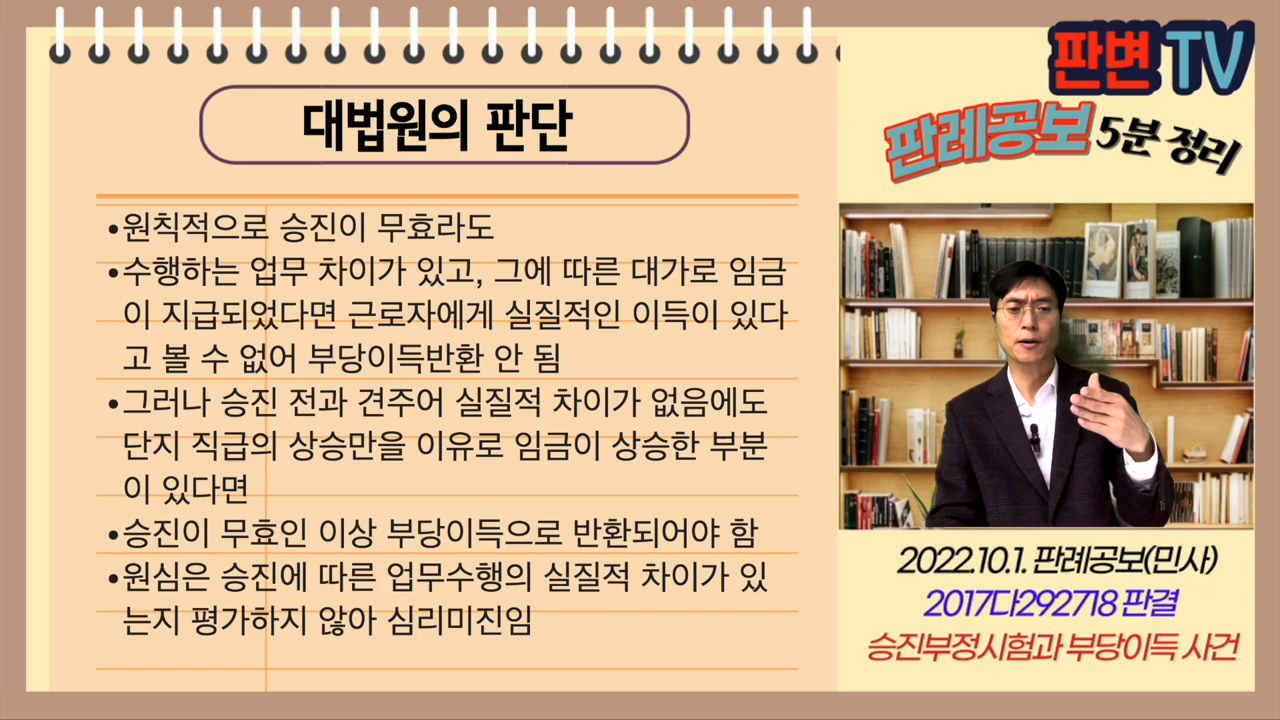 대법원의 판단
•원칙적으로 승진이 무효라도
•수행하는 업무 차이가 있고, 그에 따른 대가로 임금
이 지급되었다면 근로자에게 실질적인 이득이 있다
고 볼 수 없어 부당이득반환 안 됨
•그러나 승진 전과 견주어 실질적 차이가 없음에도
단지 직급의 상승만을 이유로 임금이 상승한 부분
이 있다면
•승진이 무효인 이상 부당이득으로 반환되어야 함
•원심은 승진에 따른 업무수행의 실질적 차이가 있
는지 평가하지 않아 심리미진임
판변 TV
판례공보 5분 정리
2022.10.1. 판례공보(민사)
2017다292718 판결
승진부정시험과 부당이득 사건